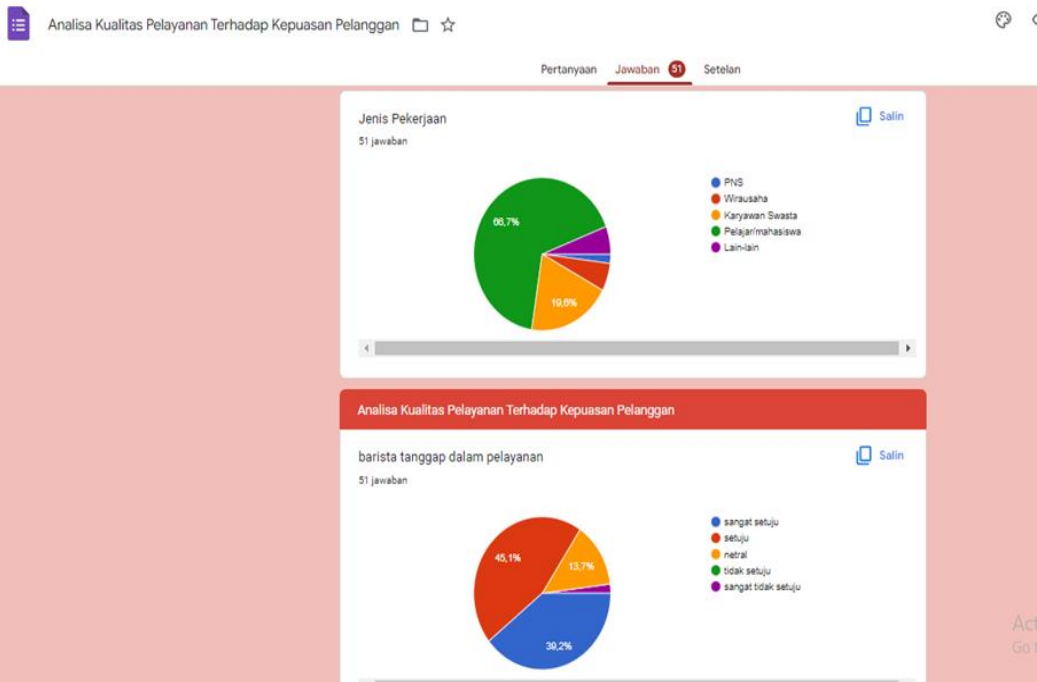 Analisa Kualitas Pelayanan Terhadap Kepuasan Pelanggan
Pertanyaan Jawaban 51 Setelan
Jenis Pekerjaan
Salin
51 jawaban
66,7%
19,6%
PNS
Wirausaha
Karyawan Swasta
Pelajar/mahasiswa
Lain-lain
Analisa Kualitas Pelayanan Terhadap Kepuasan Pelanggan
barista tanggap dalam pelayanan
Salin
51 jawaban
45,1%
13,7%
39,2%
sangat setuju
setuju
netral
tidak setuju
sangat tidak setuju
Go